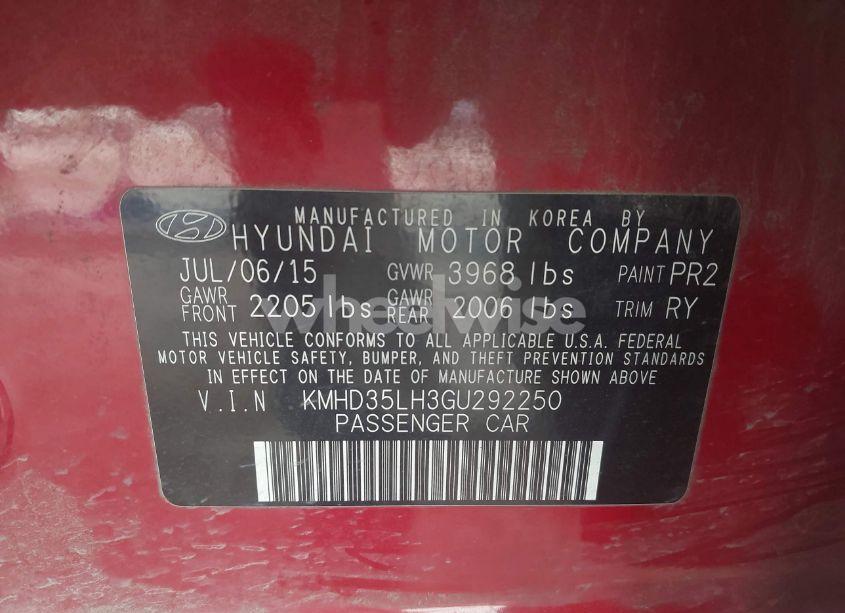 MANUFACTURED IN KOREA BY
HYUNDAI MOTOR COMPANY
JUL/06/15 GVWR 3968 lbs PAINT PR2
GAWR FRONT 2205 lbs GAWR REAR 2006 lbs TRIM RY
THIS VEHICLE CONFORMS TO ALL APPLICABLE U.S.A. FEDERAL
MOTOR VEHICLE SAFETY, BUMPER, AND THEFT PREVENTION STANDARDS
IN EFFECT ON THE DATE OF MANUFACTURE SHOWN ABOVE
V.I.N KMHD35LH3GU292250
PASSENGER CAR
wheelwise